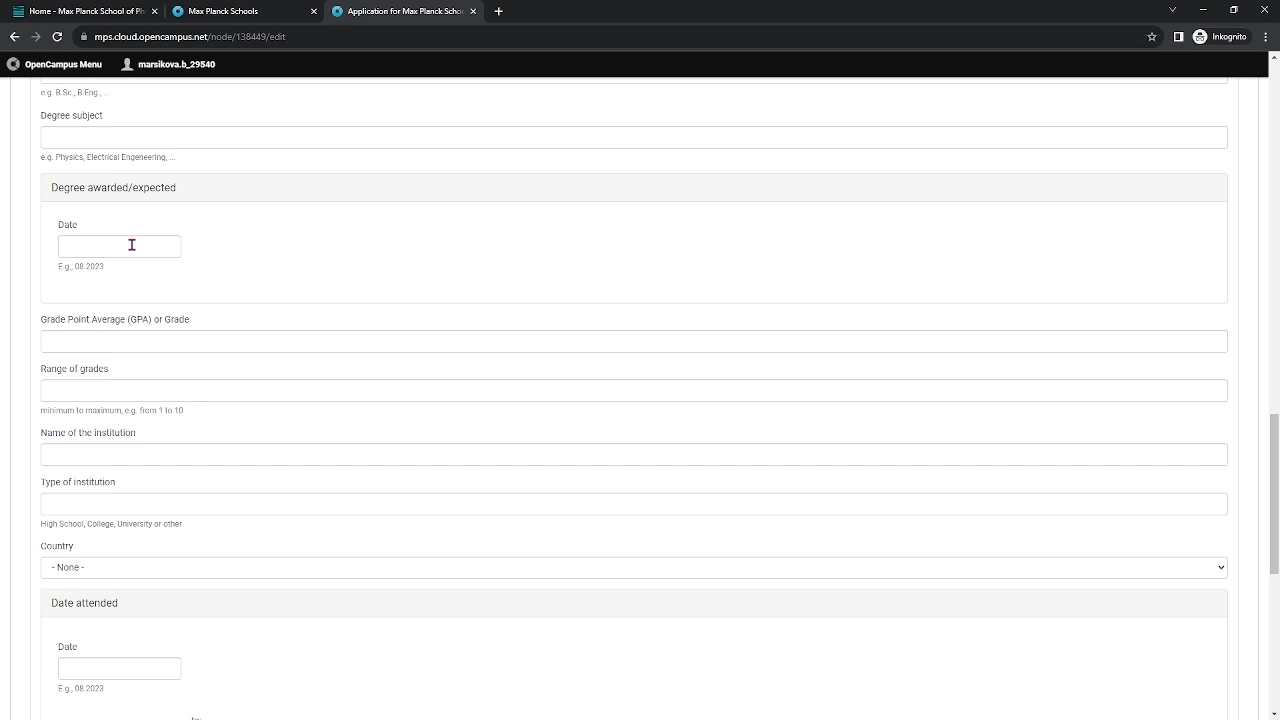 Home - Max Planck School of Ph
Max Planck Schools
Application for Max Planck Schoo
mps.cloud.opencampus.net/node/138449/edit
Inkognito
OpenCampus Menu
marsikova.b_29540
e.g. B.Sc., B.Eng., ...
Degree subject
e.g. Physics, Electrical Engeneering, ...
Degree awarded/expected
Date
E.g., 08.2023
Grade Point Average (GPA) or Grade
Range of grades
minimum to maximum, e.g. from 1 to 10
Name of the institution
Type of institution
High School, College, University or other
Country
- None -
Date attended
Date
E.g., 08.2023